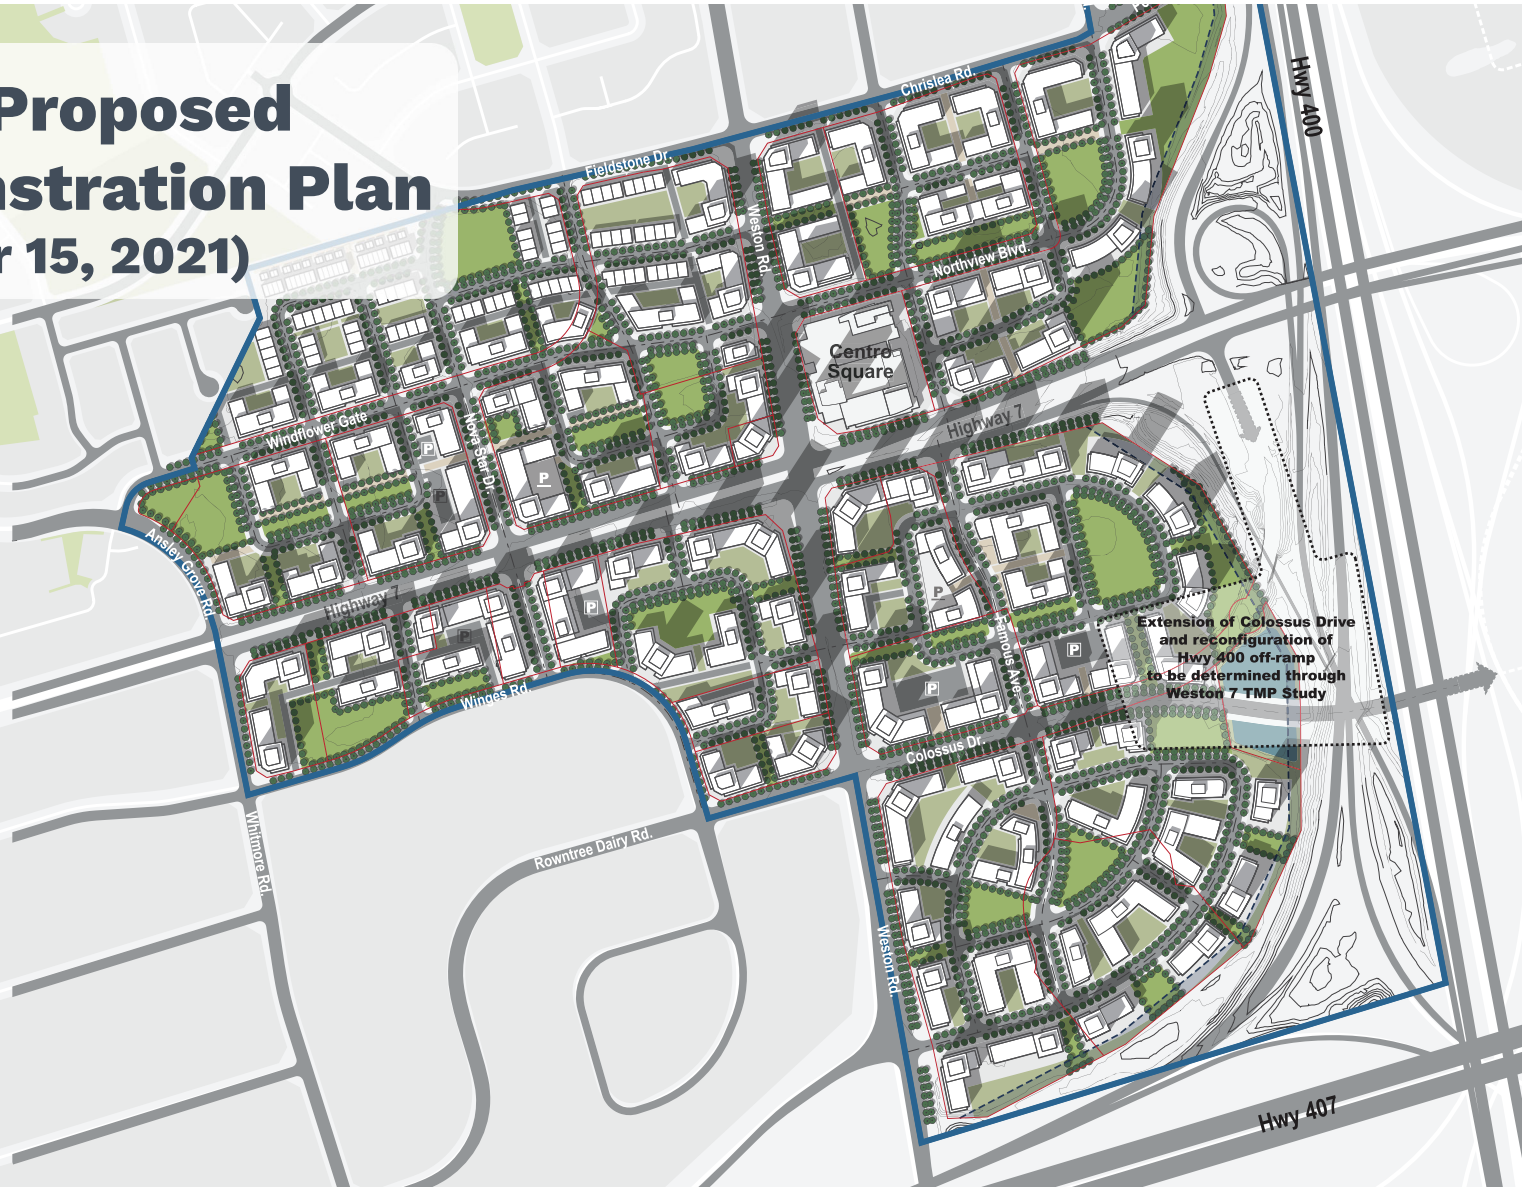 Proposed
nstration Plan
r 15, 2021)
Chrislea Rd.
Hwy 400
Fieldstone Dr.
Weston Rd.
Northview Blvd.
Centro
Square
Highway 7
Windflower Gate
Nova Star Dr.
P
P
P
Ansley Grove Rd.
Highway 7
P
P
P
Famous Ave.
P
P
Extension of Colossus Drive
and reconfiguration of
Hwy 400 off-ramp
to be determined through
Weston 7 TMP Study
Winges Rd.
Colossus Dr.
Whitmore Rd.
Rowntree Dairy Rd.
Weston Rd.
Hwy 407